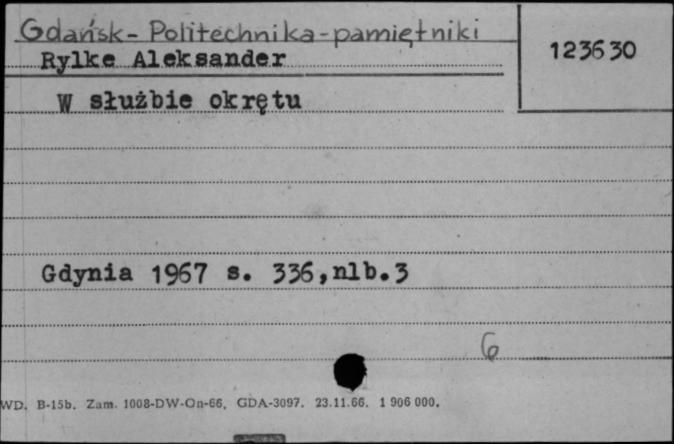 Gdańsk - Politechnika - pamiętniki
123630
Rylke Aleksander
W służbie okrętu
Gdynia 1967 s. 336,nlb.3
6
WD. B-15b. Zam. 1008-DW-On-66. GDA-3097. 23.11.66. 1 906 000.